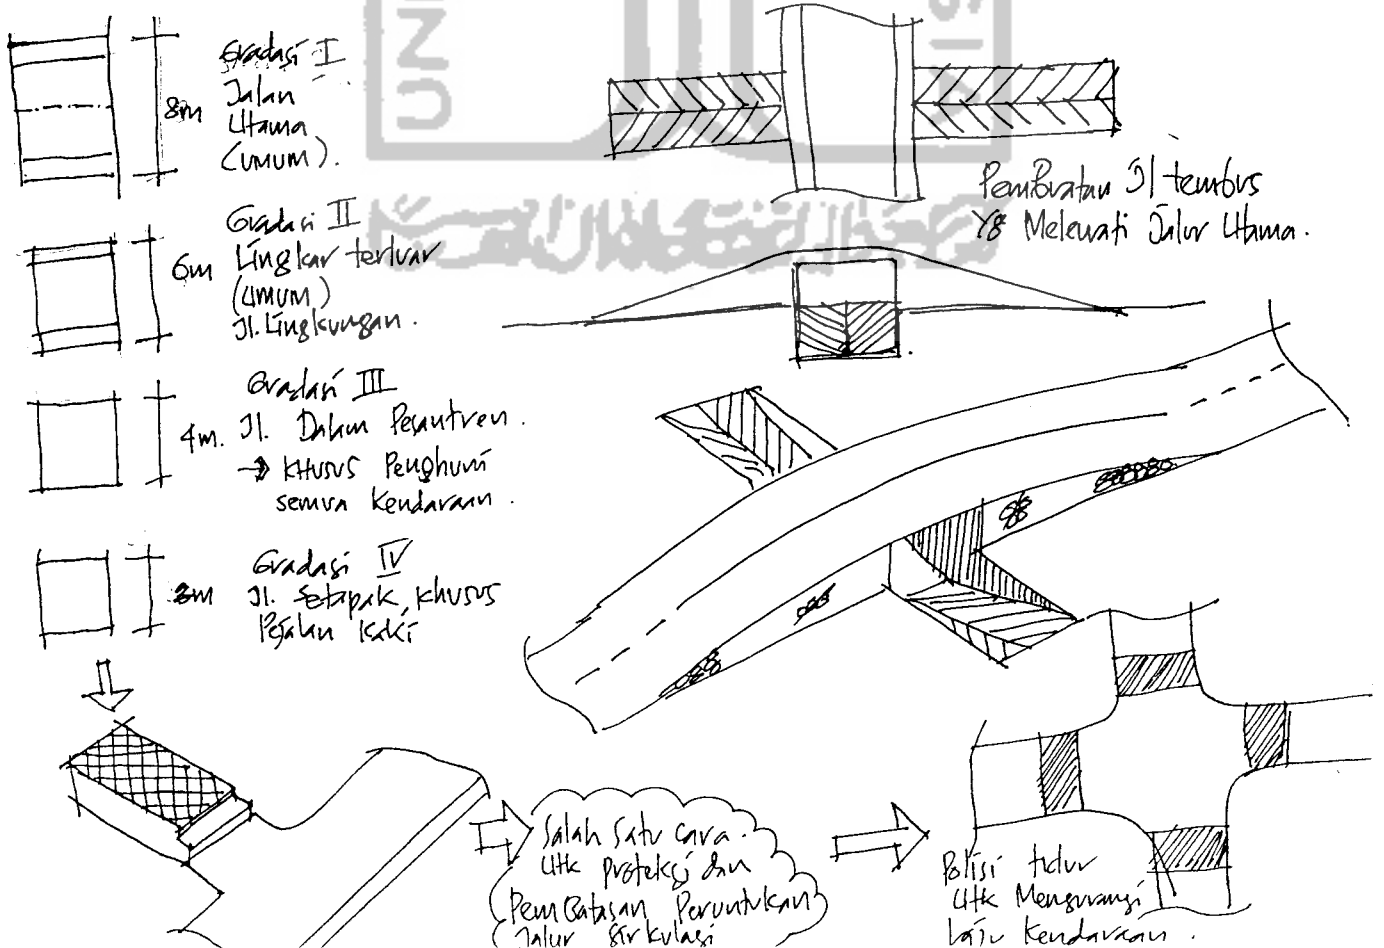 Gradasi I
Jalan
Utama
(UMUM).
8m
Gradasi II
Lingkar terluar
(UMUM)
Jl. Lingkungan.
6m
Gradasi III
Jl. Dalam Pesantren.
→ KHUSUS Penghuni
semua Kendaraan.
4m.
Gradasi IV
Jl. Setapak, Khusus
Pejalan Kaki
3m
Pembuatan Jl tembus
Yg Melewati Jalur Utama.
Salah Satu cara.
Utk proteksi dan
Pembatasan Peruntukan
Jalur Sirkulasi
Polisi tidur
Utk Mengurangi
laju Kendaraan.
UNI
IS